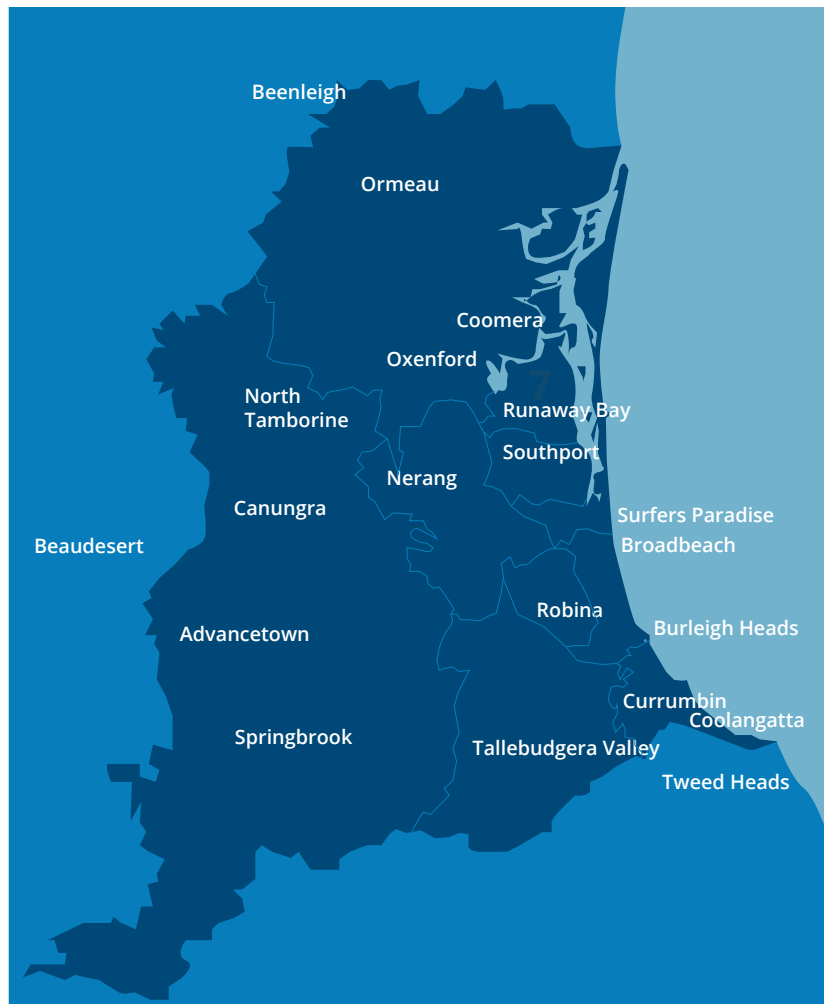 Beenleigh
Ormeau
Coomera
Oxenford
7
North
Tamborine
Runaway Bay
Southport
Nerang
Canungra
Surfers Paradise
Beaudesert
Broadbeach
Robina
Advancetown
Burleigh Heads
Currumbin
Coolangatta
Springbrook
Tallebudgera Valley
Tweed Heads